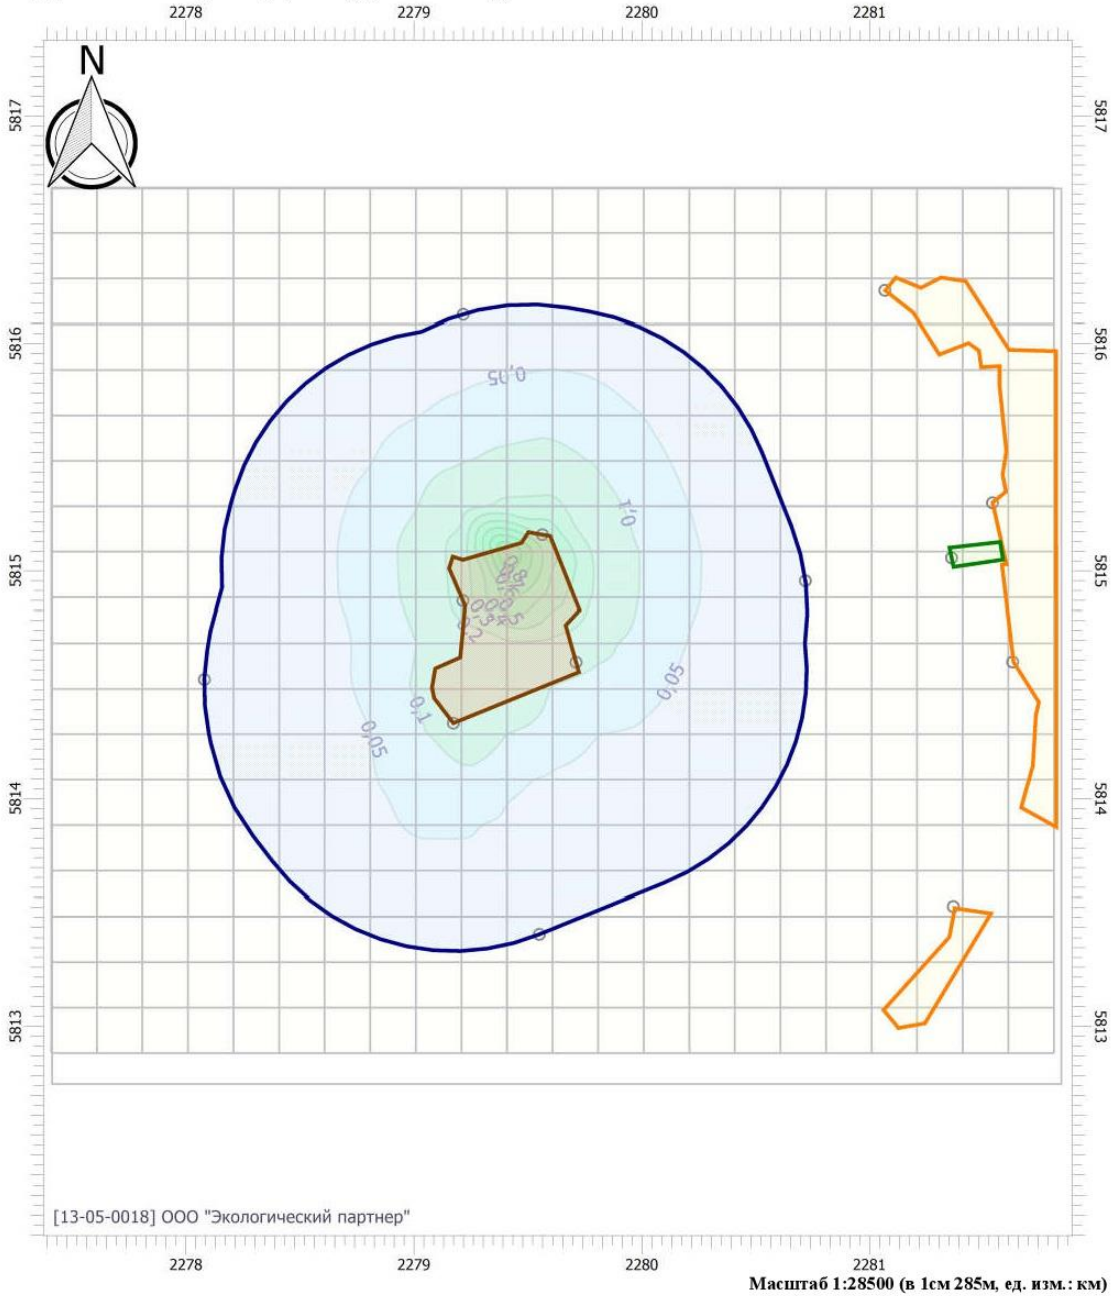 2278 2279 2280 2281
N
5817 5817
0,05
5816 5816
0,1
5815 5815
0,2
0,05
0,1
0,05
5814 5814
5813 5813
[13-05-0018] ООО "Экологический партнер"
2278 2279 2280 2281
Масштаб 1:28500 (в 1см 285м, ед. изм.: км)